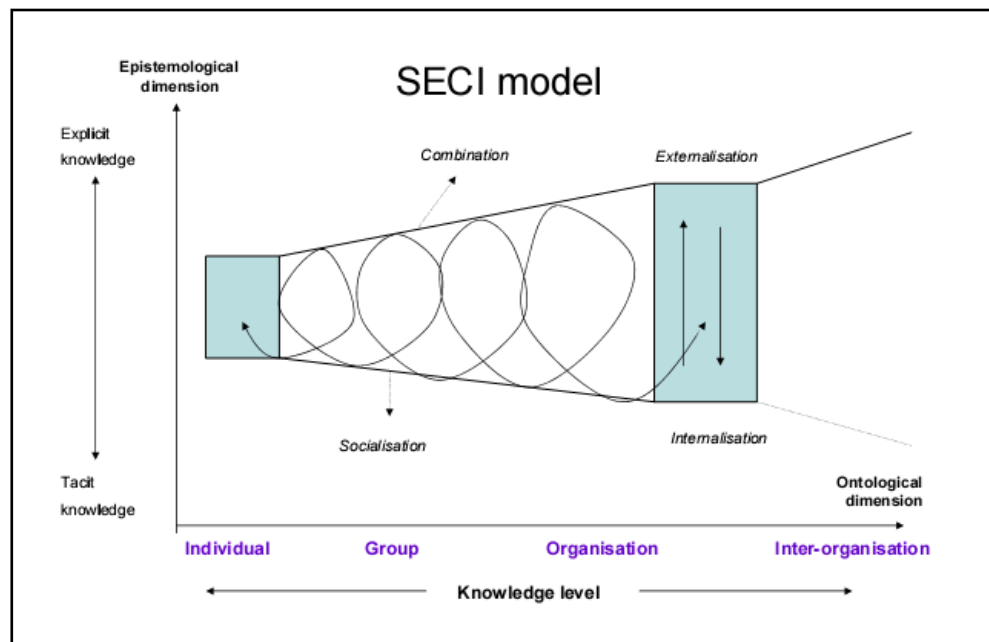 Epistemological
dimension
SECI model
Explicit
knowledge
Combination
Externalisation
Socialisation
Internalisation
Tacit
knowledge
Ontological
dimension
Individual
Group
Organisation
Inter-organisation
Knowledge level